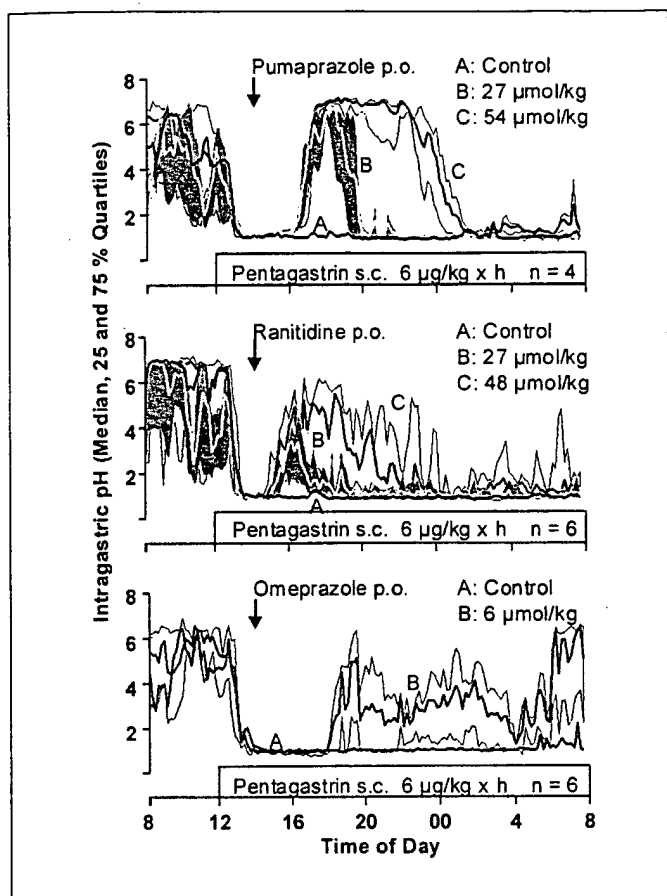 Intragastric pH (Median, 25 and 75 % Quartiles)
Pumaprazole p.o.
A: Control
B: 27 µmol/kg
C: 54 µmol/kg
8
6
4
2
B
C
A
Pentagastrin s.c. 6 µg/kg x h n = 4
Ranitidine p.o.
A: Control
B: 27 µmol/kg
C: 48 µmol/kg
8
6
4
2
B
C
A
Pentagastrin s.c. 6 µg/kg x h n = 6
Omeprazole p.o.
A: Control
B: 6 µmol/kg
8
6
4
2
A
B
Pentagastrin s.c. 6 µg/kg x h n = 6
8 12 16 20 00 4 8
Time of Day